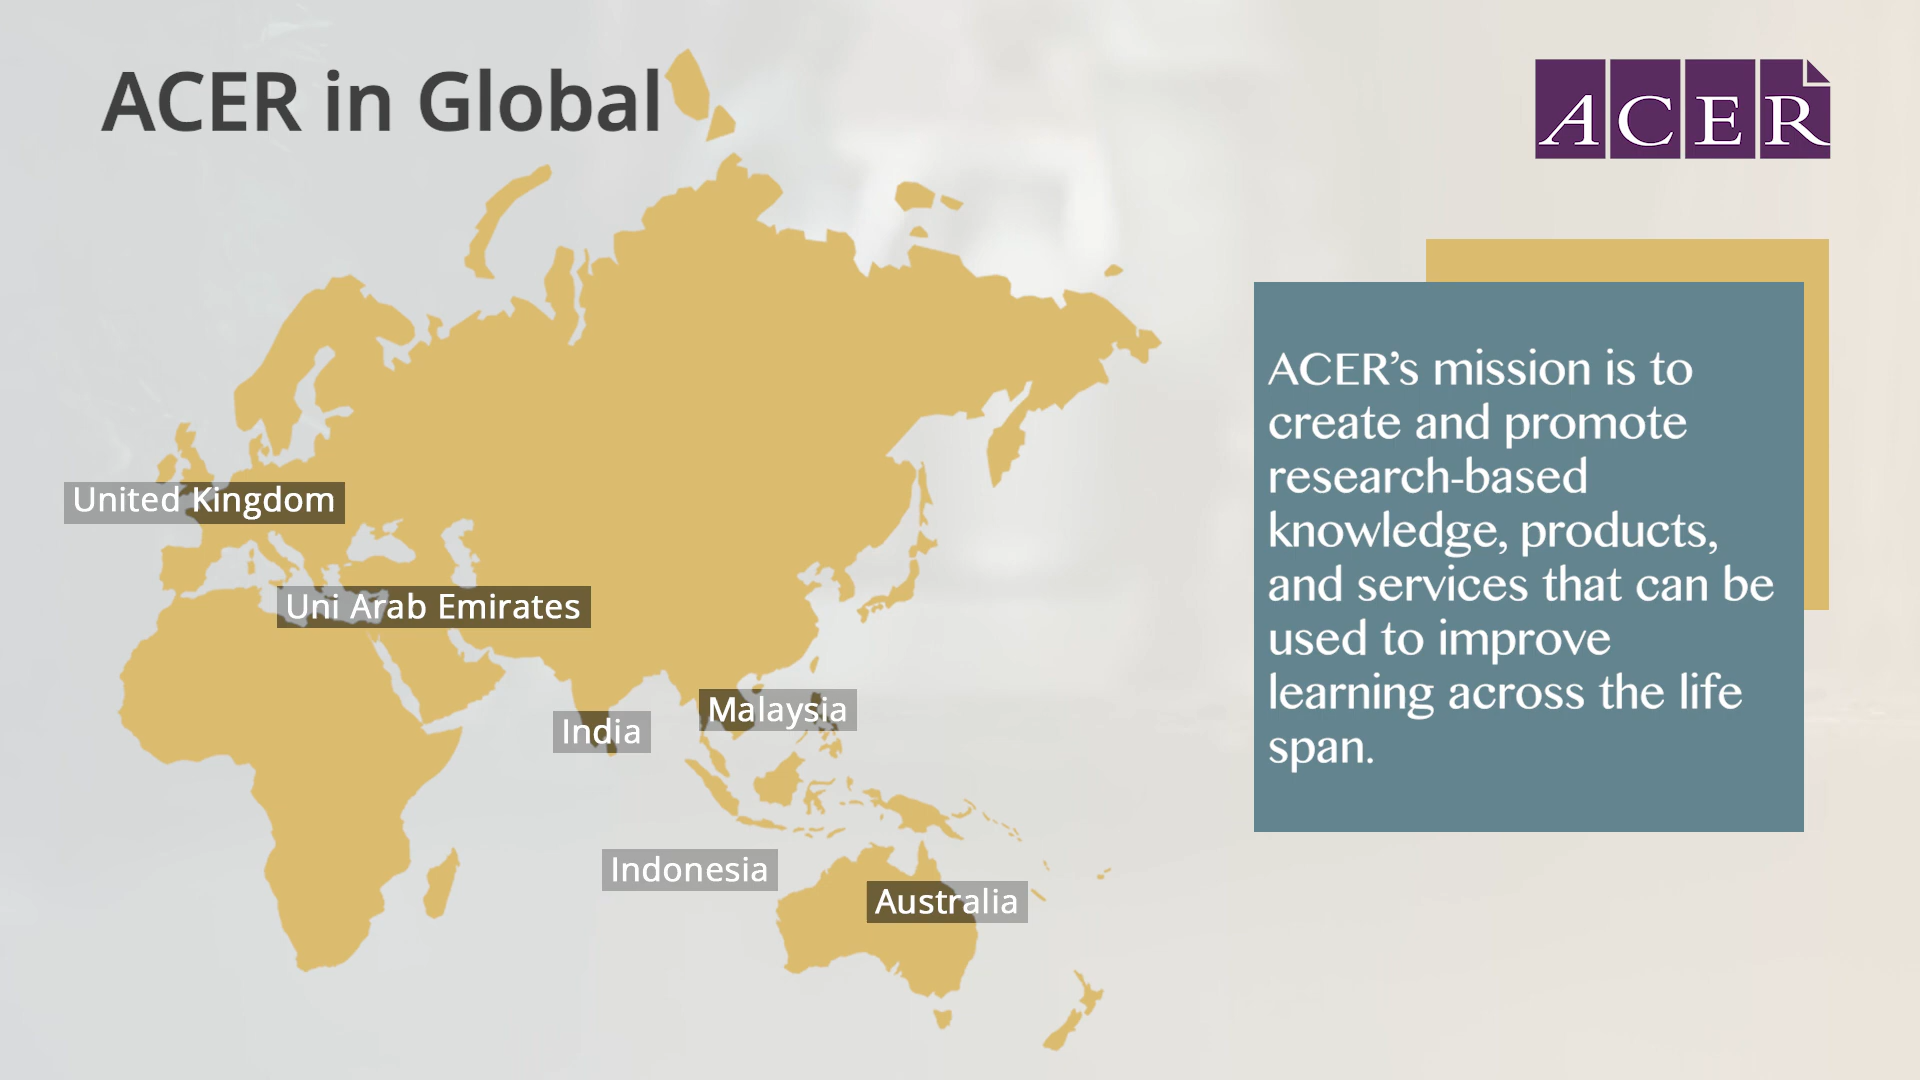 ACER in Global
ACER
United Kingdom
Uni Arab Emirates
India
Malaysia
Indonesia
Australia
ACER’s mission is to
create and promote
research-based
knowledge, products,
and services that can be
used to improve
learning across the life
span.